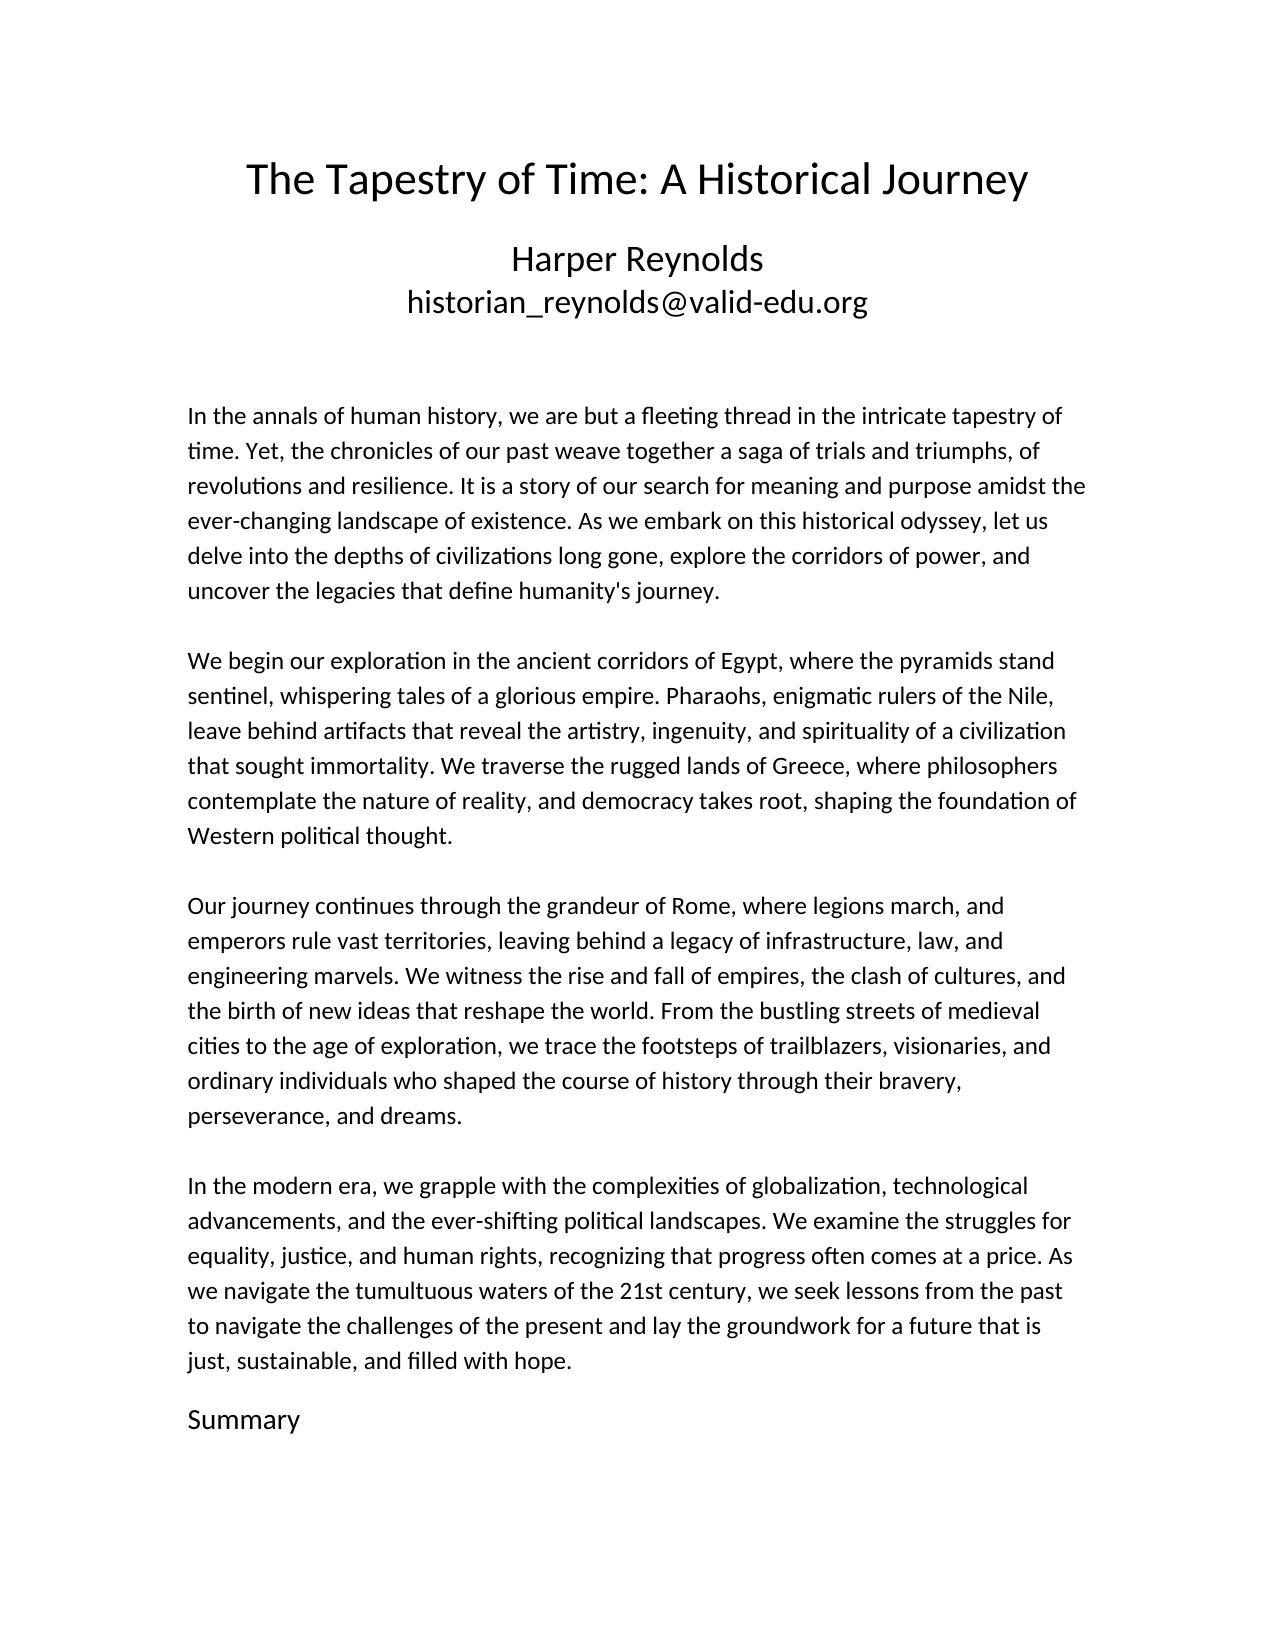 The Tapestry of Time: A Historical Journey
Harper Reynolds
historian_reynolds@valid-edu.org
In the annals of human history, we are but a fleeting thread in the intricate tapestry of
time. Yet, the chronicles of our past weave together a saga of trials and triumphs, of
revolutions and resilience. It is a story of our search for meaning and purpose amidst the
ever-changing landscape of existence. As we embark on this historical odyssey, let us
delve into the depths of civilizations long gone, explore the corridors of power, and
uncover the legacies that define humanity's journey.
We begin our exploration in the ancient corridors of Egypt, where the pyramids stand
sentinel, whispering tales of a glorious empire. Pharaohs, enigmatic rulers of the Nile,
leave behind artifacts that reveal the artistry, ingenuity, and spirituality of a civilization
that sought immortality. We traverse the rugged lands of Greece, where philosophers
contemplate the nature of reality, and democracy takes root, shaping the foundation of
Western political thought.
Our journey continues through the grandeur of Rome, where legions march, and
emperors rule vast territories, leaving behind a legacy of infrastructure, law, and
engineering marvels. We witness the rise and fall of empires, the clash of cultures, and
the birth of new ideas that reshape the world. From the bustling streets of medieval
cities to the age of exploration, we trace the footsteps of trailblazers, visionaries, and
ordinary individuals who shaped the course of history through their bravery,
perseverance, and dreams.
In the modern era, we grapple with the complexities of globalization, technological
advancements, and the ever-shifting political landscapes. We examine the struggles for
equality, justice, and human rights, recognizing that progress often comes at a price. As
we navigate the tumultuous waters of the 21st century, we seek lessons from the past
to navigate the challenges of the present and lay the groundwork for a future that is
just, sustainable, and filled with hope.
Summary